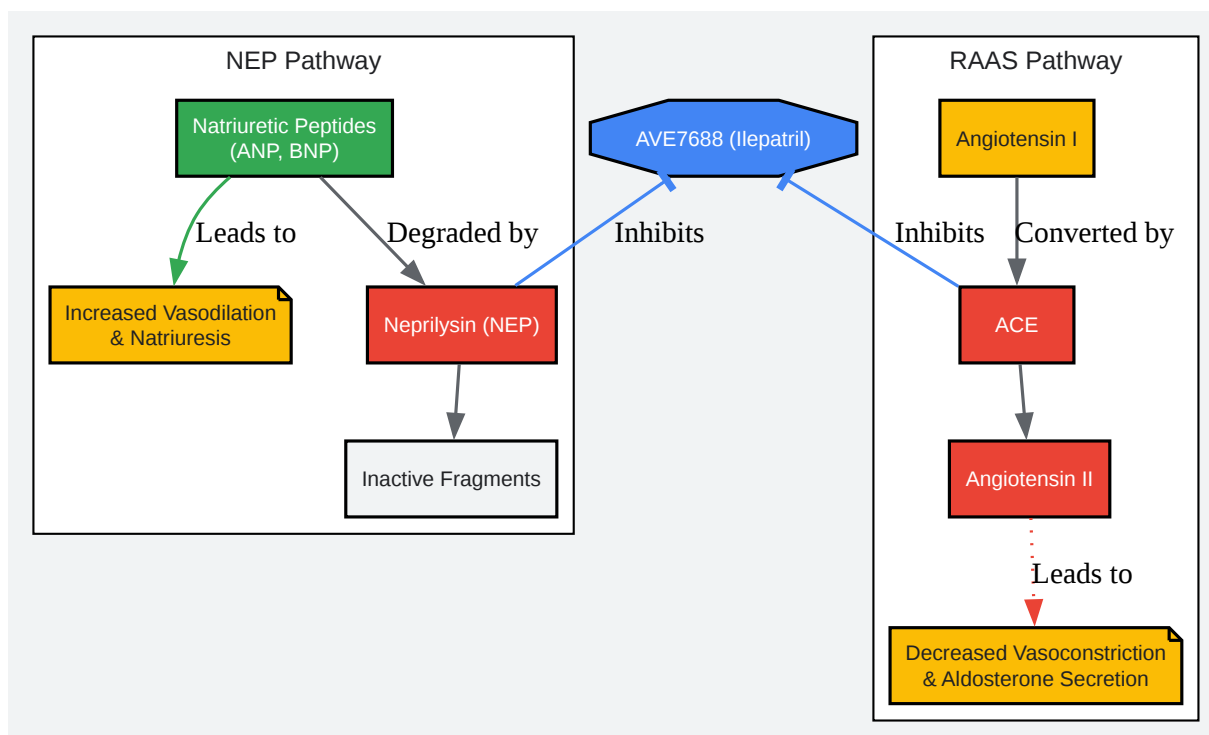 NEP Pathway
Natriuretic Peptides
(ANP, BNP)
Leads to
Degraded by
Increased Vasodilation
& Natriuresis
Neprilysin (NEP)
Inactive Fragments
AVE7688 (Ilepatril)
Inhibits
Inhibits
RAAS Pathway
Angiotensin I
Converted by
ACE
Angiotensin II
Leads to
Decreased Vasoconstriction
& Aldosterone Secretion